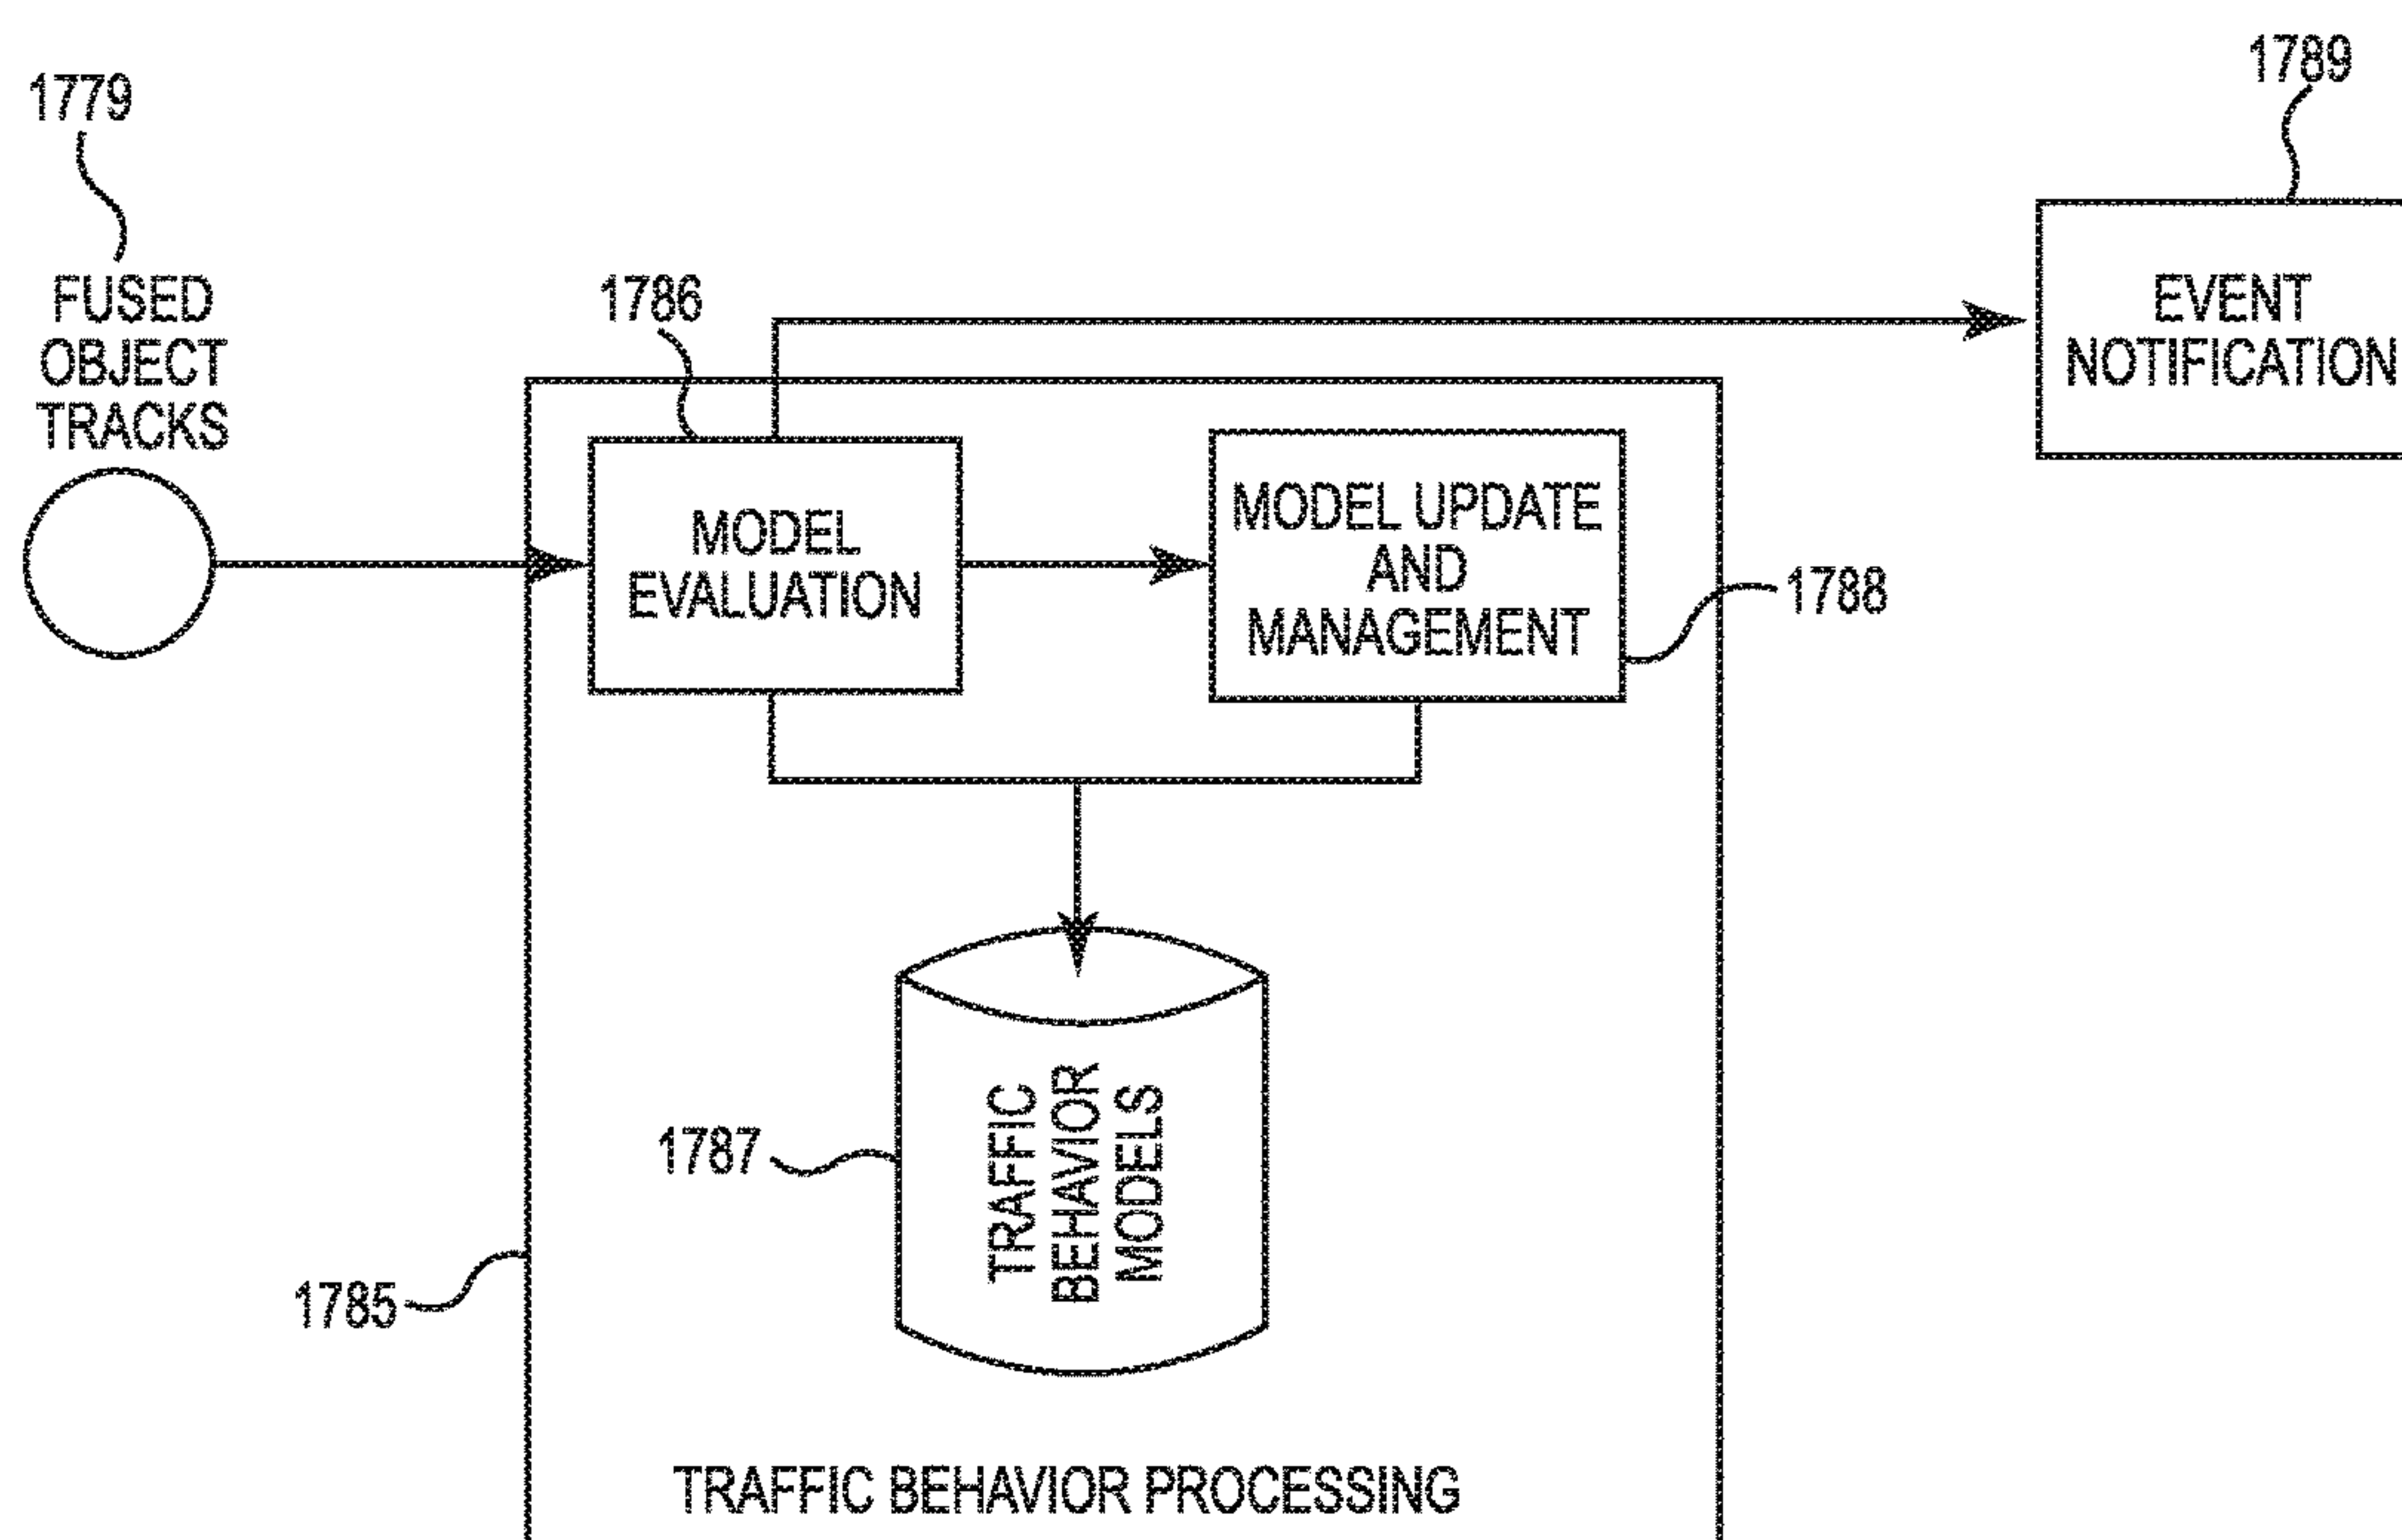 1779
FUSED
OBJECT
TRACKS
1786
1789
EVENT
NOTIFICATION
MODEL
EVALUATION
MODEL UPDATE
AND
MANAGEMENT
1788
1787
TRAFFIC
BEHAVIOR
MODELS
1785
TRAFFIC BEHAVIOR PROCESSING